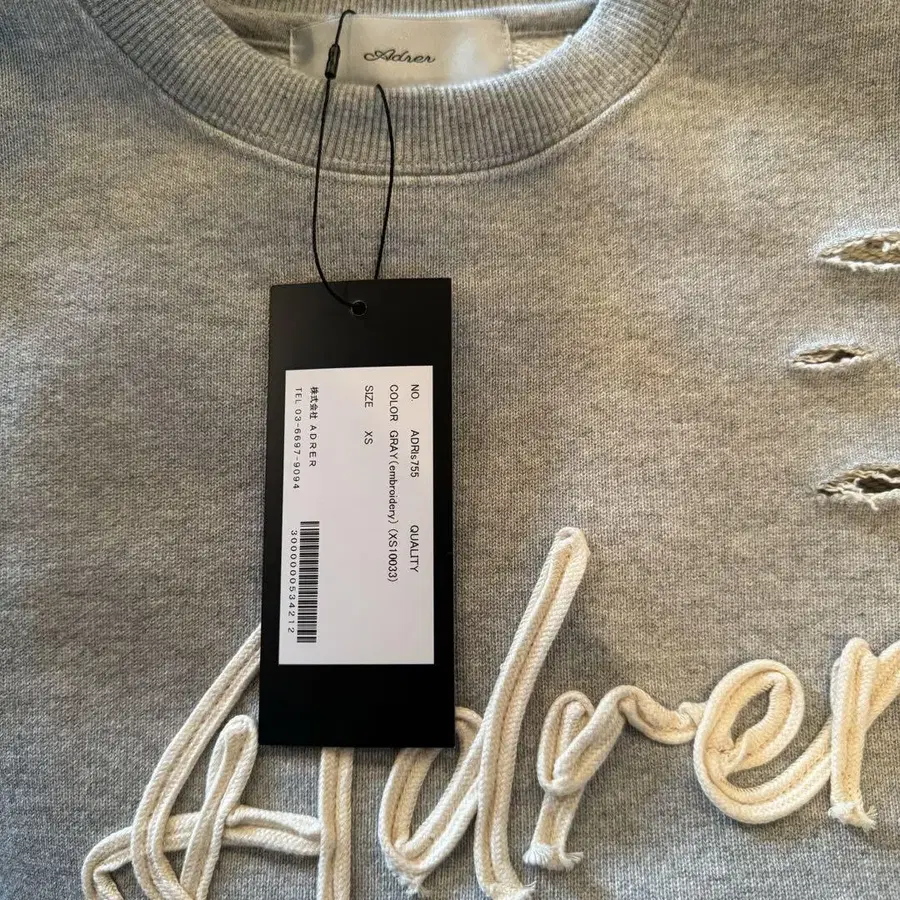 Adrer
NO. ADRIs755 QUALITY
COLOR GRAY(embroidery) (XS10033)
SIZE XS
株式会社 ADRER
TEL 03-6697-9094
3000000534212
Adrer